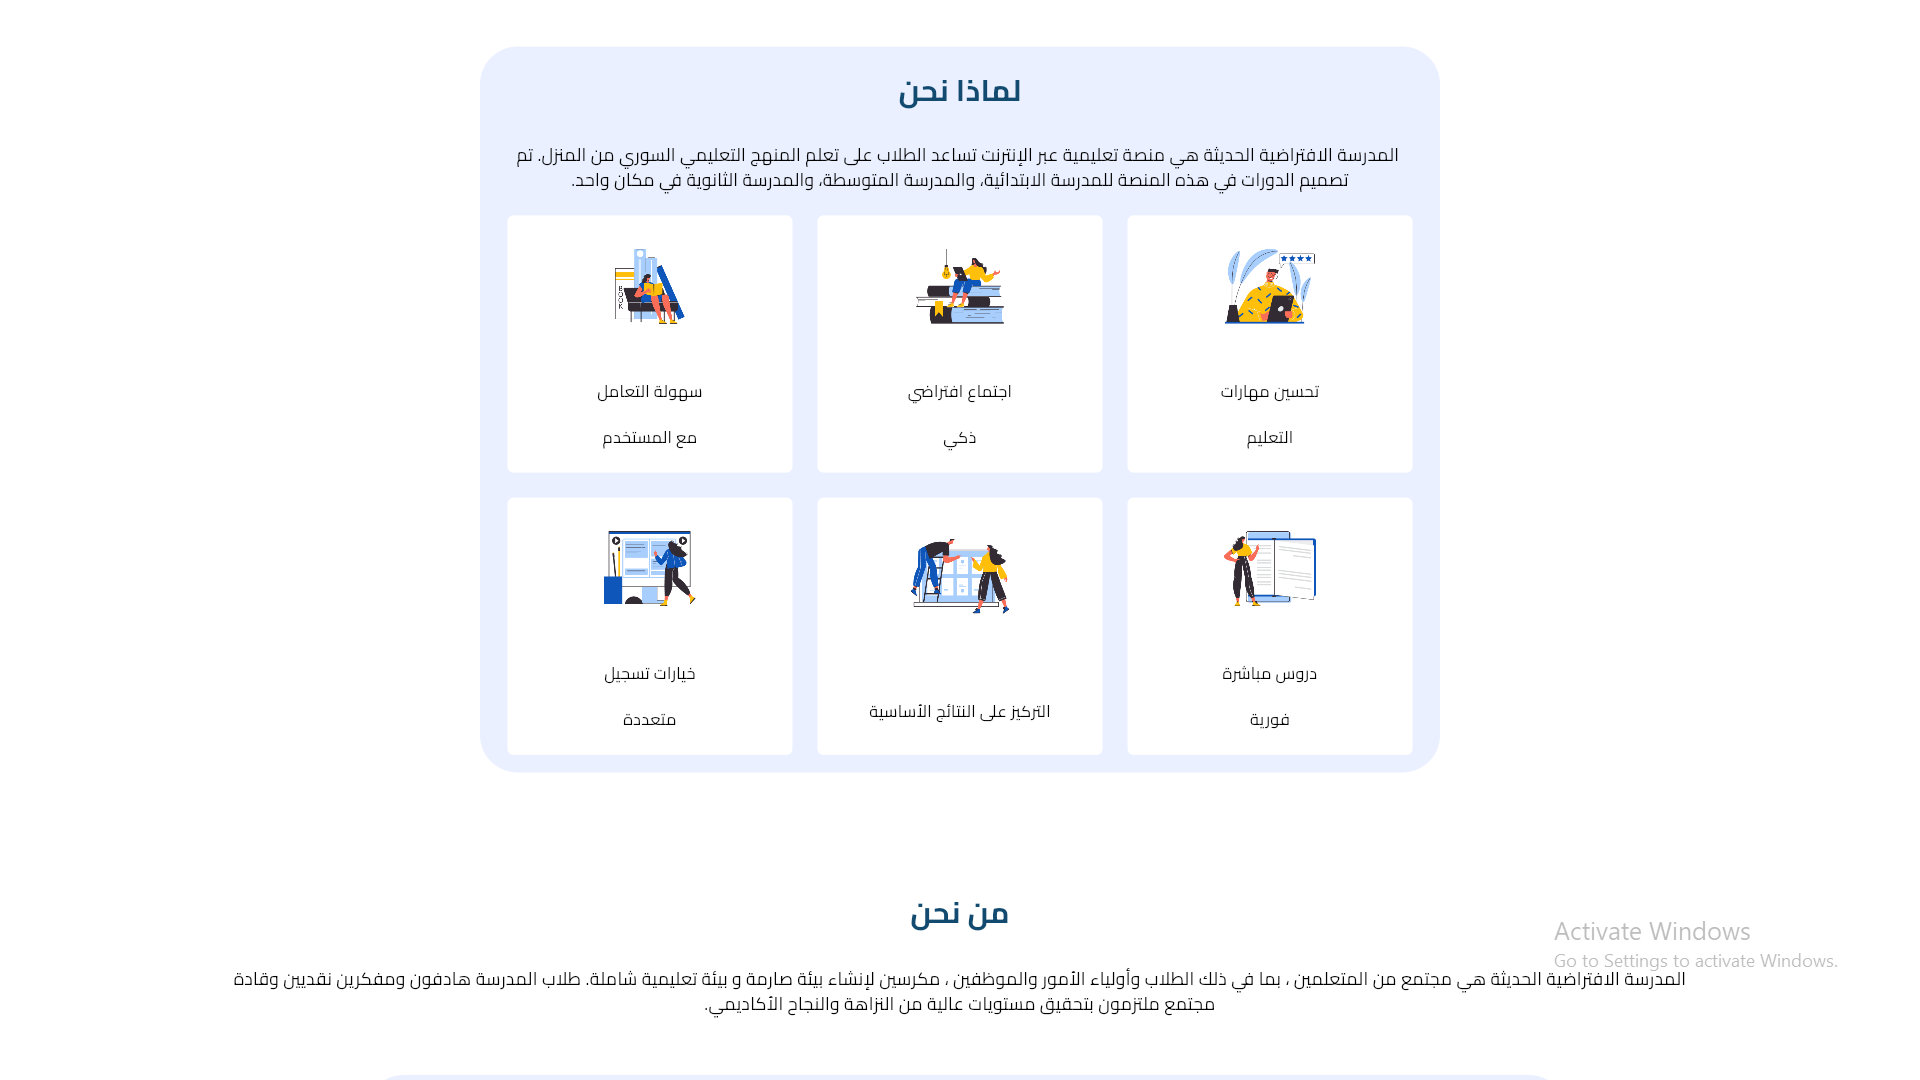 لماذا نحن
المدرسة الافتراضية الحديثة هي منصة تعليمية عبر الإنترنت تساعد الطلاب على تعلم المنهج التعليمي السوري من المنزل. تم
تصميم الدورات في هذه المنصة للمدرسة الابتدائية، والمدرسة المتوسطة، والمدرسة الثانوية في مكان واحد.
تحسين مهارات
التعليم
اجتماع افتراضي
ذكي
BOOK
سهولة التعامل
مع المستخدم
دروس مباشرة
فورية
التركيز على النتائج الأساسية
خيارات تسجيل
متعددة
من نحن
المدرسة الافتراضية الحديثة هي مجتمع من المتعلمين ، بما في ذلك الطلاب وأولياء الأمور والموظفين ، مكرسين لإنشاء بيئة صارمة و بيئة تعليمية شاملة. طلاب المدرسة هادفون ومفكرين نقديين وقادة
مجتمع ملتزمون بتحقيق مستويات عالية من النزاهة والنجاح الأكاديمي.
Activate Windows
Go to Settings to activate Windows.